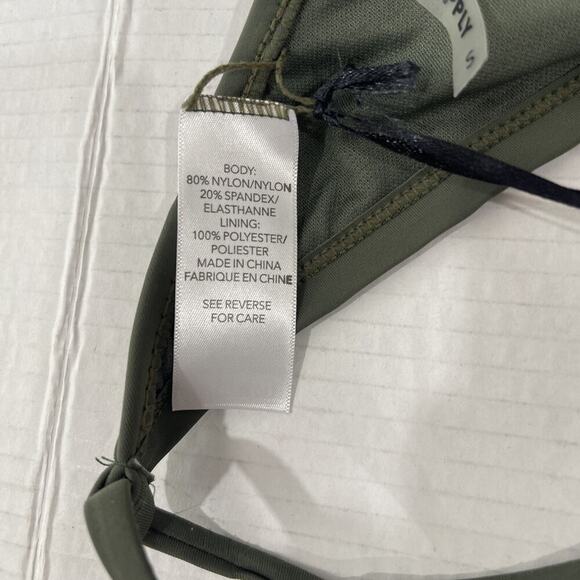 PPLY
S
BODY:
80% NYLON/NYLON
20% SPANDEX/
ELASTHANNE
LINING:
100% POLYESTER/
POLIESTER
MADE IN CHINA
FABRIQUE EN CHINE
SEE REVERSE
FOR CARE